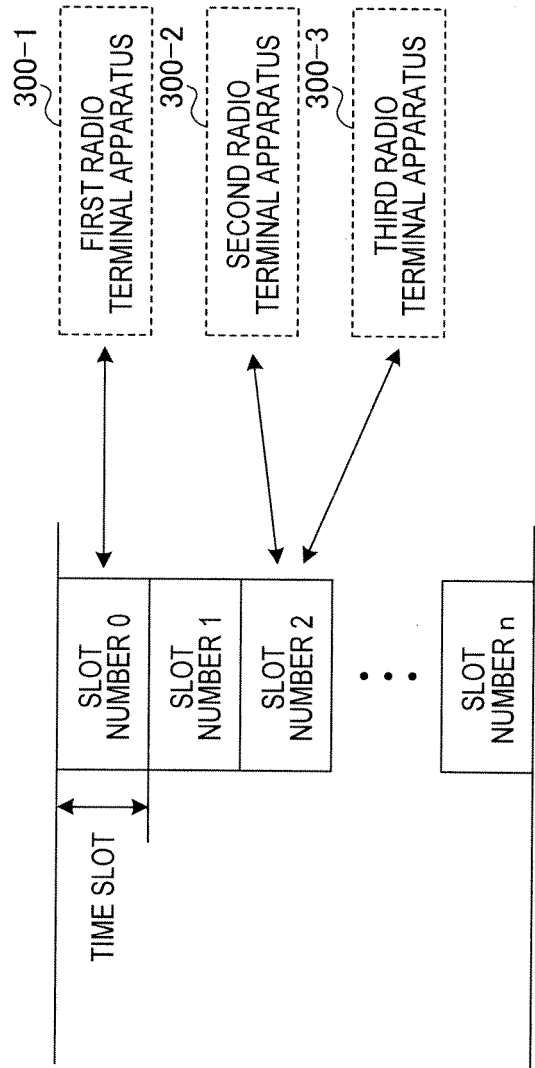 TIME SLOT
SLOT
NUMBER 0
SLOT
NUMBER 1
SLOT
NUMBER 2
• • •
SLOT
NUMBER n
300-1
FIRST RADIO
TERMINAL APPARATUS
300-2
SECOND RADIO
TERMINAL APPARATUS
300-3
THIRD RADIO
TERMINAL APPARATUS